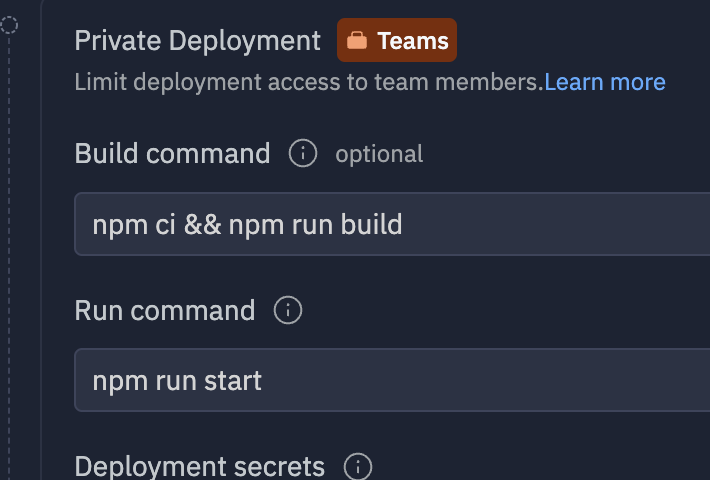 Private Deployment Teams
Limit deployment access to team members.Learn more
Build command optional
npm ci && npm run build
Run command
npm run start
Deployment secrets